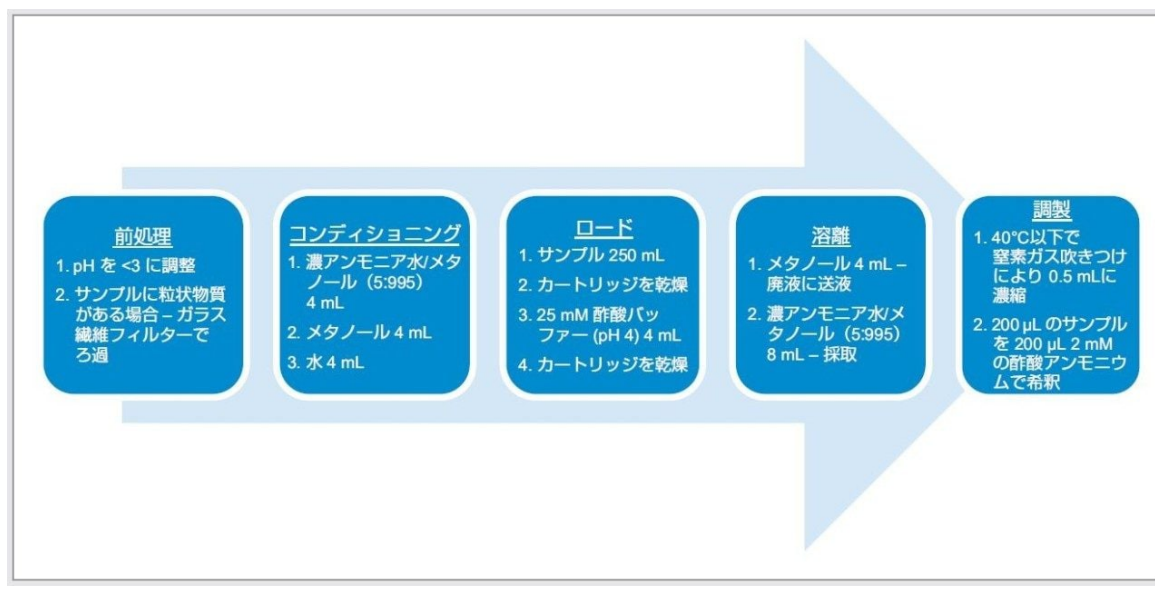 前処理
1. pH を <3 に調整
2. サンプルに粒状物質
がある場合 – ガラス
繊維フィルターで
ろ過
コンディショニング
1. 濃アンモニア水/メタ
ノール（5:995）
4 mL
2. メタノール 4 mL
3. 水 4 mL
ロード
1. サンプル 250 mL
2. カートリッジを乾燥
3. 25 mM 酢酸バッ
ファー (pH 4) 4 mL
4. カートリッジを乾燥
溶離
1. メタノール 4 mL –
廃液に送液
2. 濃アンモニア水/メ
タノール（5:995）
8 mL – 採取
調製
1. 40°C以下で
窒素ガス吹きつけ
により 0.5 mLに
濃縮
2. 200 µL のサンプル
を 200 µL 2 mM
の酢酸アンモニウ
ムで希釈